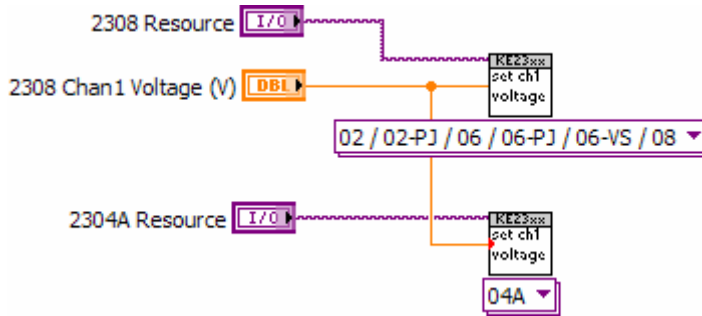 2308 Resource I/O
KE23xx
set ch1
voltage
2308 Chan1 Voltage (V) DBL
02 / 02-PJ / 06 / 06-PJ / 06-VS / 08
2304A Resource I/O
KE23xx
set ch1
voltage
04A